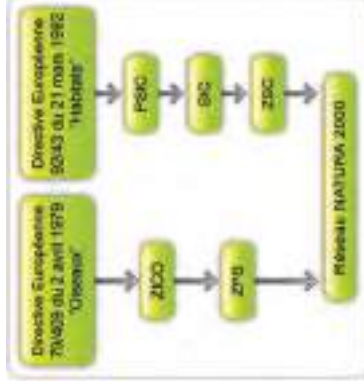 Directive Européenne
79/409 du 2 avril 1979
"Oiseaux"
ZICO
ZPS
Directive Européenne
92/43 du 21 mars 1992
"Habitats"
PSIC
SIC
ZSC
Réseau NATURA 2000